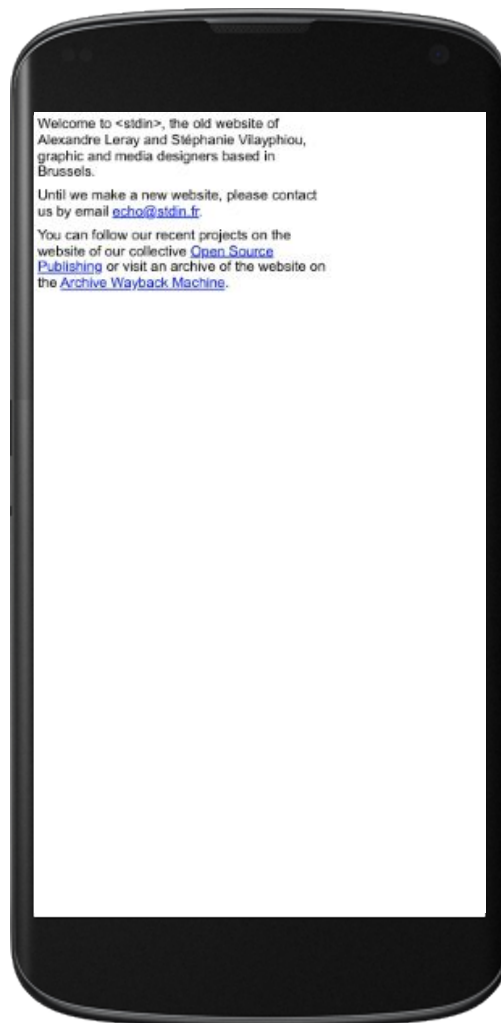 Welcome to <stdin>, the old website of
Alexandre Leray and Stéphanie Vilayphiou,
graphic and media designers based in
Brussels.
Until we make a new website, please contact
us by email echo@stdin.fr.
You can follow our recent projects on the
website of our collective Open Source
Publishing or visit an archive of the website on
the Archive Wayback Machine.